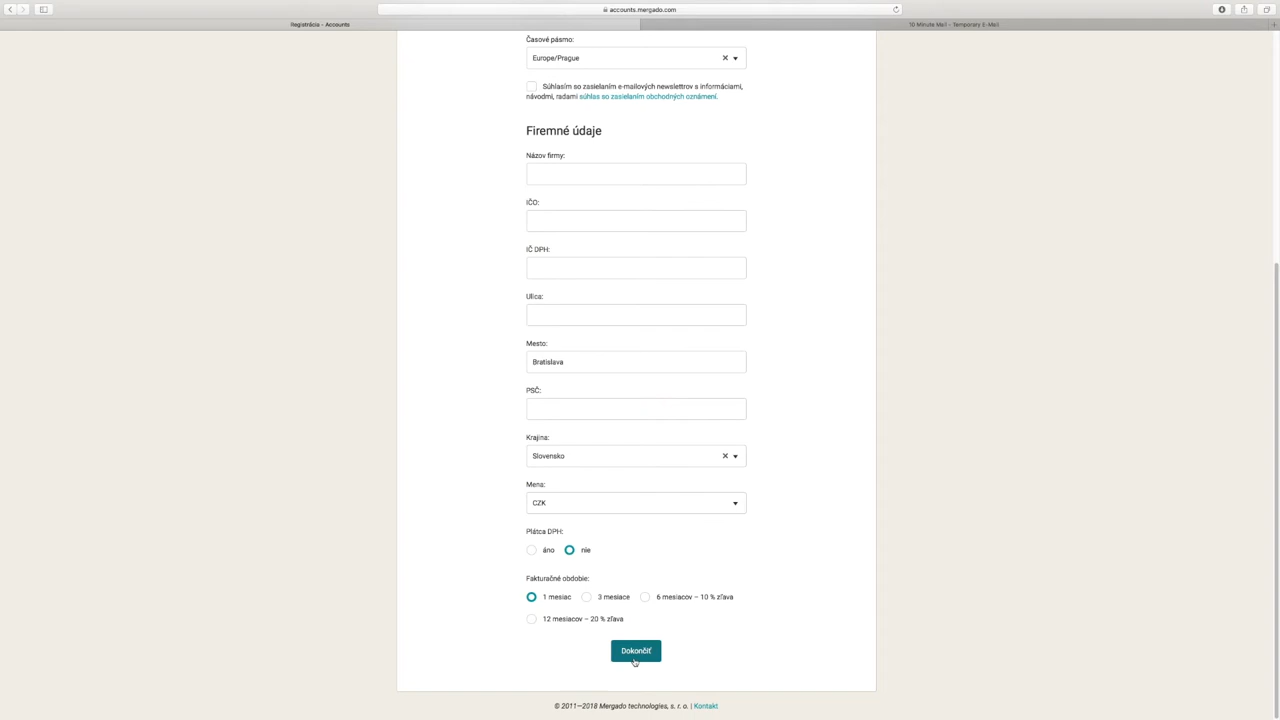 accounts.mergado.com
Registrácia - Accounts
10 Minute Mail - Temporary E-Mail
Časové pásmo:
Europe/Prague
Súhlasím so zasielaním e-mailových newslettrov s informáciami,
návodmi, radami súhlas so zasielaním obchodných oznámení.
Firemné údaje
Názov firmy:
IČO:
IČ DPH:
Ulica:
Mesto:
Bratislava
PSČ:
Krajina:
Slovensko
Mena:
CZK
Plátca DPH:
áno nie
Fakturačné obdobie:
1 mesiac 3 mesiace 6 mesiacov – 10 % zľava
12 mesiacov – 20 % zľava
Dokončiť
© 2011—2018 Mergado technologies, s. r. o. | Kontakt